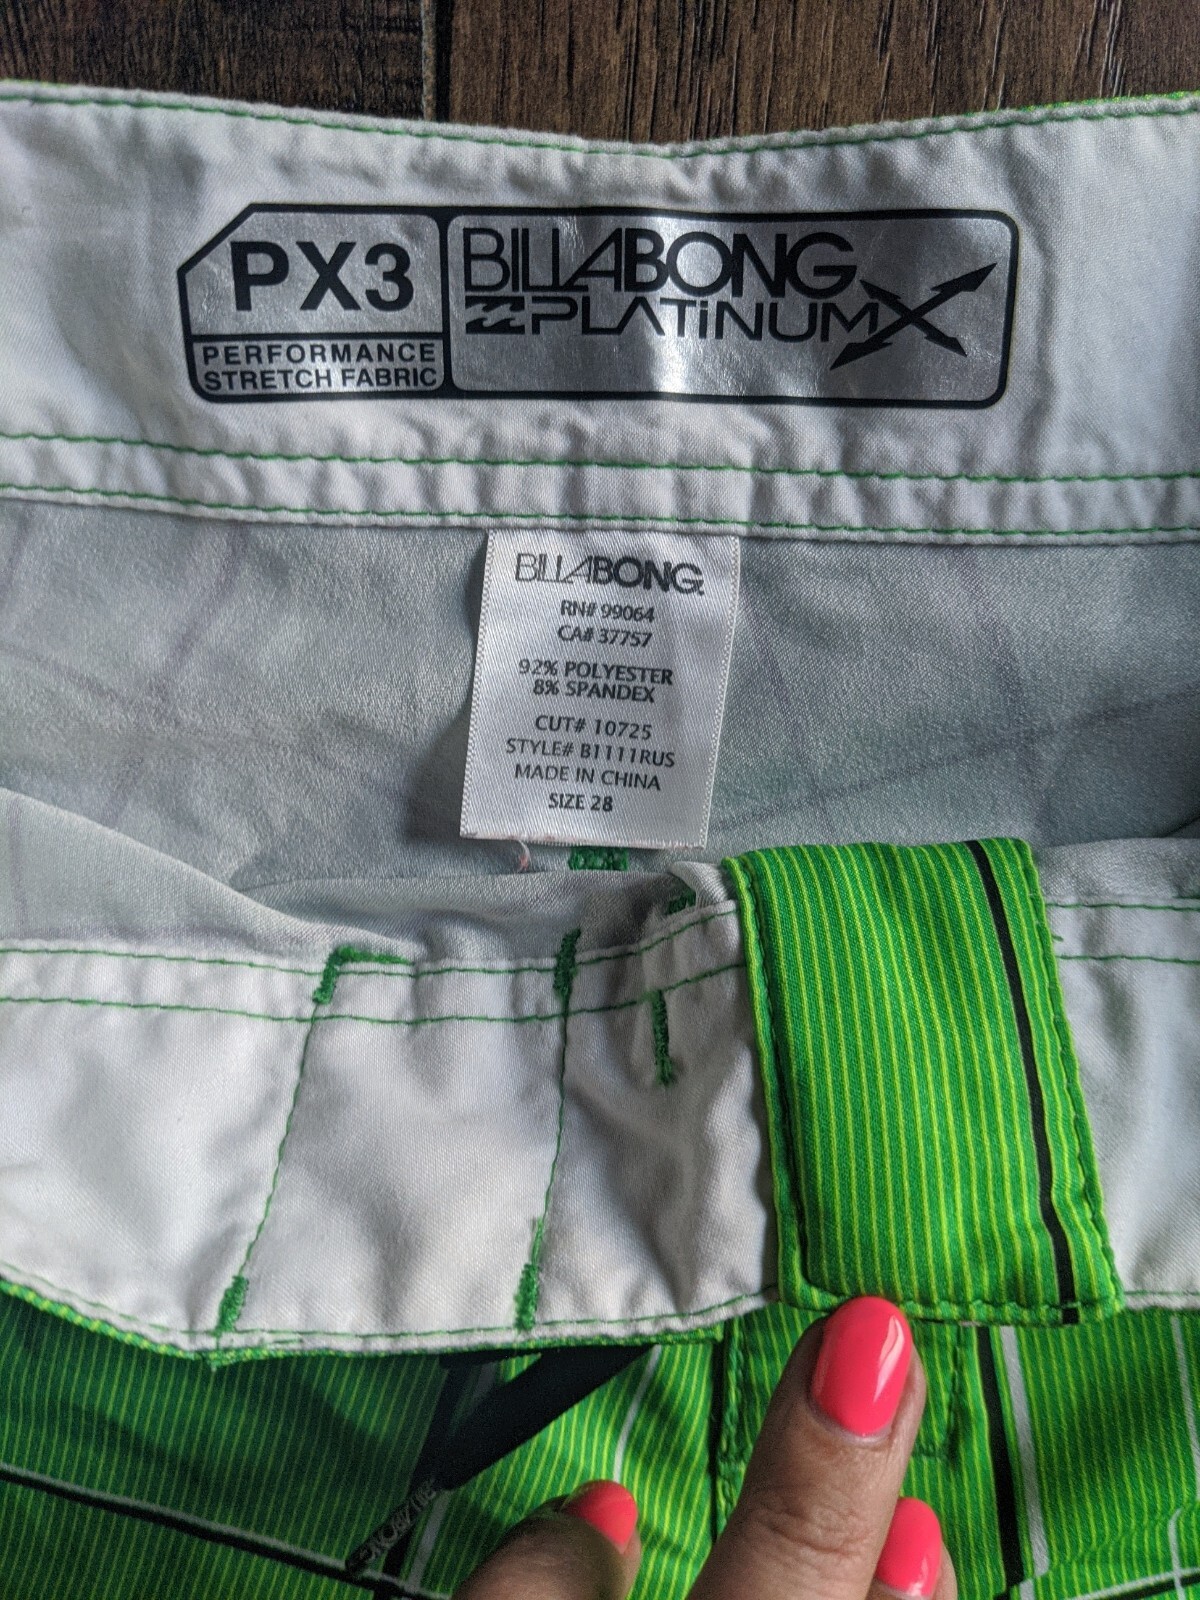 PX3
PERFORMANCE
STRETCH FABRIC
BILLABONG
PLATiNUM X
BILLABONG.
RN# 99064
CA# 37757
92% POLYESTER
8% SPANDEX
CUT# 10725
STYLE# B1111RUS
MADE IN CHINA
SIZE 28